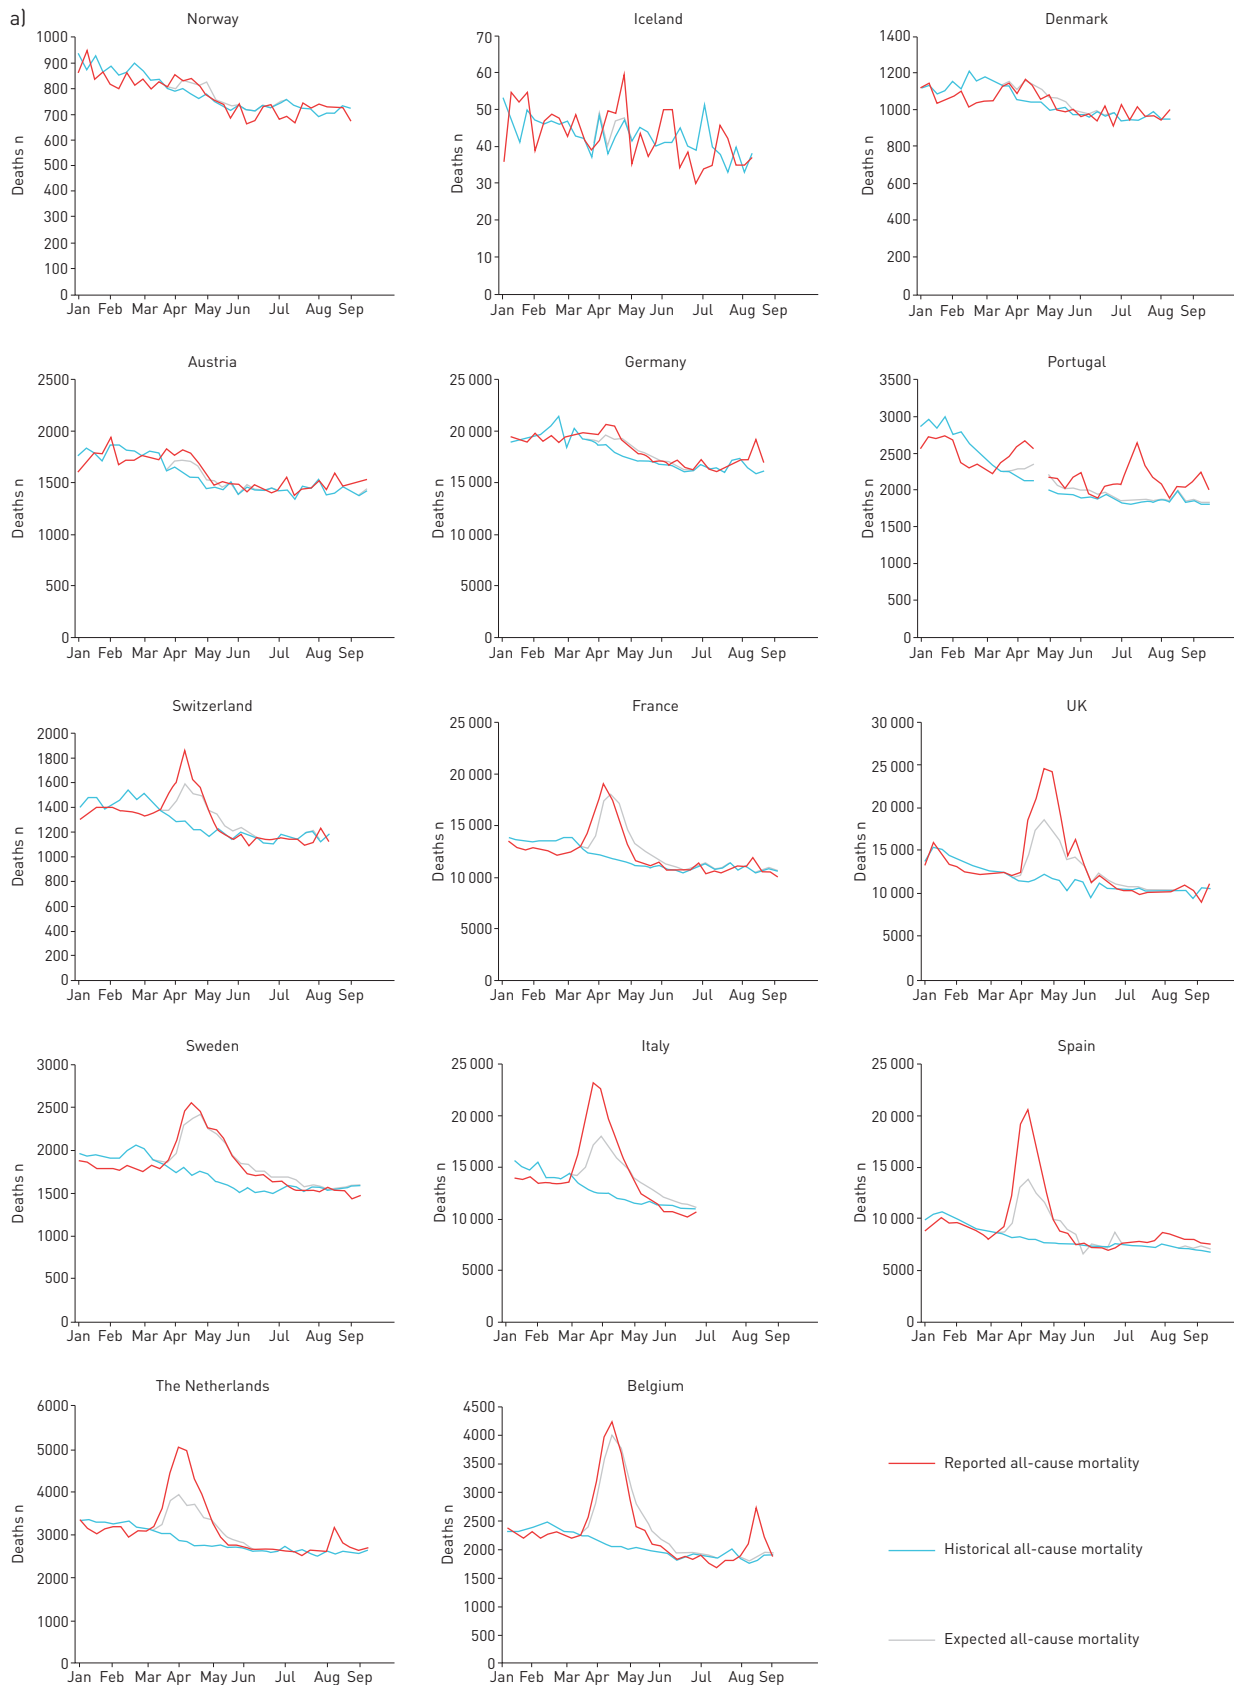 a)
Norway
Deaths n
1000
900
800
700
600
500
400
300
200
100
0
Jan Feb Mar Apr May Jun Jul Aug Sep
Iceland
Deaths n
70
60
50
40
30
20
10
0
Jan Feb Mar Apr May Jun Jul Aug Sep
Denmark
Deaths n
1400
1200
1000
800
600
400
200
0
Jan Feb Mar Apr May Jun Jul Aug Sep
Austria
Deaths n
2500
2000
1500
1000
500
0
Jan Feb Mar Apr May Jun Jul Aug Sep
Germany
Deaths n
25 000
20 000
15 000
10 000
5000
0
Jan Feb Mar Apr May Jun Jul Aug Sep
Portugal
Deaths n
3500
3000
2500
2000
1500
1000
500
0
Jan Feb Mar Apr May Jun Jul Aug Sep
Switzerland
Deaths n
2000
1800
1600
1400
1200
1000
800
600
400
200
0
Jan Feb Mar Apr May Jun Jul Aug Sep
France
Deaths n
25 000
20 000
15 000
10 000
5000
0
Jan Feb Mar Apr May Jun Jul Aug Sep
UK
Deaths n
30 000
25 000
20 000
15 000
10 000
5000
0
Jan Feb Mar Apr May Jun Jul Aug Sep
Sweden
Deaths n
3000
2500
2000
1500
1000
500
0
Jan Feb Mar Apr May Jun Jul Aug Sep
Italy
Deaths n
25 000
20 000
15 000
10 000
5000
0
Jan Feb Mar Apr May Jun Jul Aug Sep
Spain
Deaths n
25 000
20 000
15 000
10 000
5000
0
Jan Feb Mar Apr May Jun Jul Aug Sep
The Netherlands
Deaths n
6000
5000
4000
3000
2000
1000
0
Jan Feb Mar Apr May Jun Jul Aug Sep
Belgium
Deaths n
4500
4000
3500
3000
2500
2000
1500
1000
500
0
Jan Feb Mar Apr May Jun Jul Aug Sep
Reported all-cause mortality
Historical all-cause mortality
Expected all-cause mortality